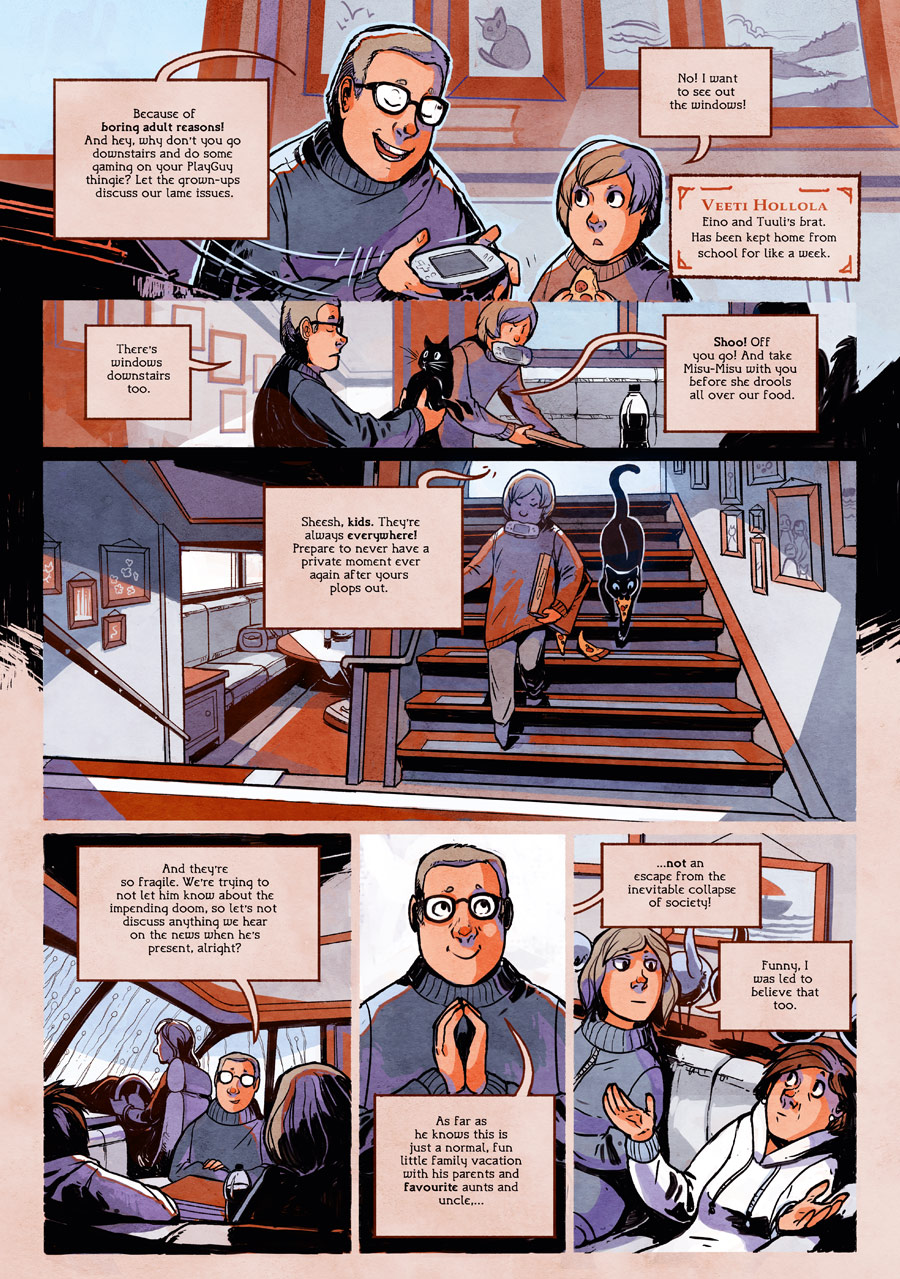 Because of
boring adult reasons!
And hey, why don't you go
downstairs and do some
gaming on your PlayGuy
thingie? Let the grown-ups
discuss our lame issues.
No! I want
to see out
the windows!
Veeti Hollola
Eino and Tuuli's brat.
Has been kept home from
school for like a week.
There's
windows
downstairs
too.
Shoo! Off
you go! And take
Misu-Misu with you
before she drools
all over our food.
Sheesh, kids. They're
always everywhere!
Prepare to never have a
private moment ever
again after yours
plops out.
And they're
so fragile. We're trying to
not let him know about the
impending doom, so let's not
discuss anything we hear
on the news when he's
present, alright?
As far as
he knows this is
just a normal, fun
little family vacation
with his parents and
favourite aunts and
uncle,...
...not an
escape from the
inevitable collapse
of society!
Funny, I
was led to
believe that
too.